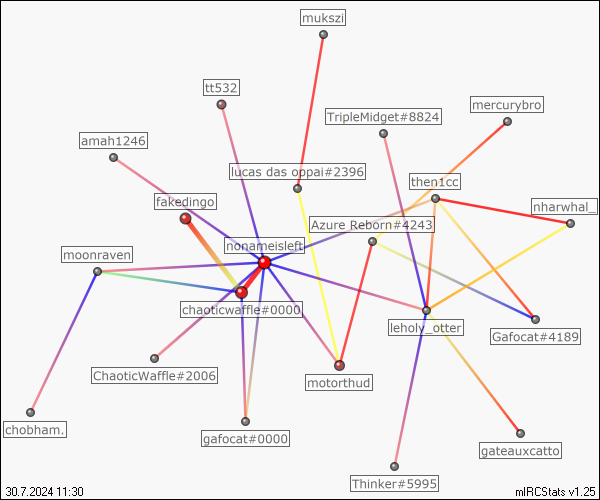 mukszi
tt532
mercurybro
TripleMidget#8824
amah1246
lucas das oppai#2396
then1cc
fakedingo
nharwhal_
Azure_Reborn#4243
nonameisleft
moonraven
chaoticwaffle#0000
leholy_otter
Gafocat#4189
ChaoticWaffle#2006
motorthud
chobham.
gafocat#0000
gateauxcatto
Thinker#5995
30.7.2024 11:30
mIRCStats v1.25